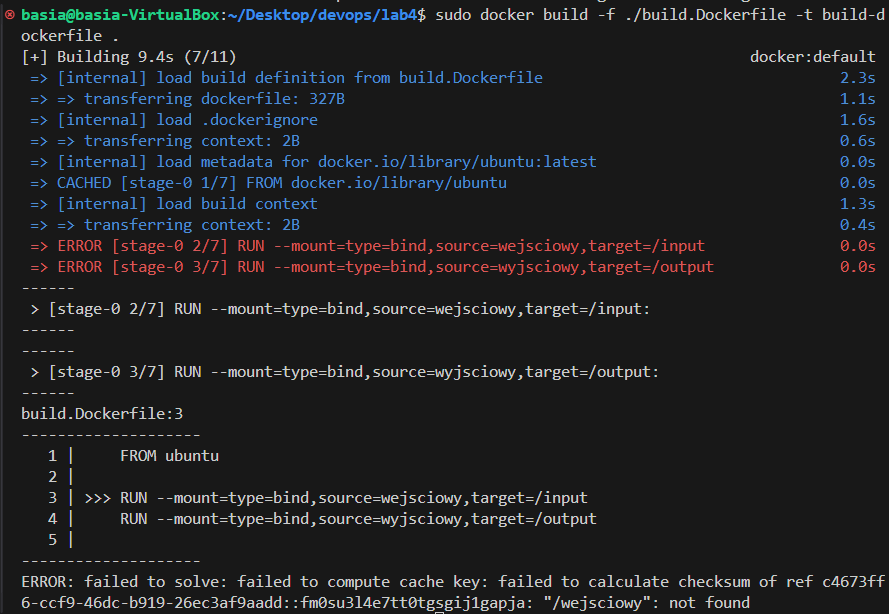 basia@basia-VirtualBox:~/Desktop/devops/lab4$ sudo docker build -f ./build.Dockerfile -t build-d
ockerfile .
[+] Building 9.4s (7/11) docker:default
=> [internal] load build definition from build.Dockerfile 2.3s
=> => transferring dockerfile: 327B 1.1s
=> [internal] load .dockerignore 1.6s
=> => transferring context: 2B 0.6s
=> [internal] load metadata for docker.io/library/ubuntu:latest 0.0s
=> CACHED [stage-0 1/7] FROM docker.io/library/ubuntu 0.0s
=> [internal] load build context 1.3s
=> => transferring context: 2B 0.4s
=> ERROR [stage-0 2/7] RUN --mount=type=bind,source=wejsciowy,target=/input 0.0s
=> ERROR [stage-0 3/7] RUN --mount=type=bind,source=wyjsciowy,target=/output 0.0s
------
> [stage-0 2/7] RUN --mount=type=bind,source=wejsciowy,target=/input:
------
------
> [stage-0 3/7] RUN --mount=type=bind,source=wyjsciowy,target=/output:
------
build.Dockerfile:3
--------------------
1 | FROM ubuntu
2 |
3 | >>> RUN --mount=type=bind,source=wejsciowy,target=/input
4 | RUN --mount=type=bind,source=wyjsciowy,target=/output
5 |
--------------------
ERROR: failed to solve: failed to compute cache key: failed to calculate checksum of ref c4673ff
6-ccf9-46dc-b919-26ec3af9aadd::fm0su3l4e7tt0tgsgij1gapja: "/wejsciowy": not found